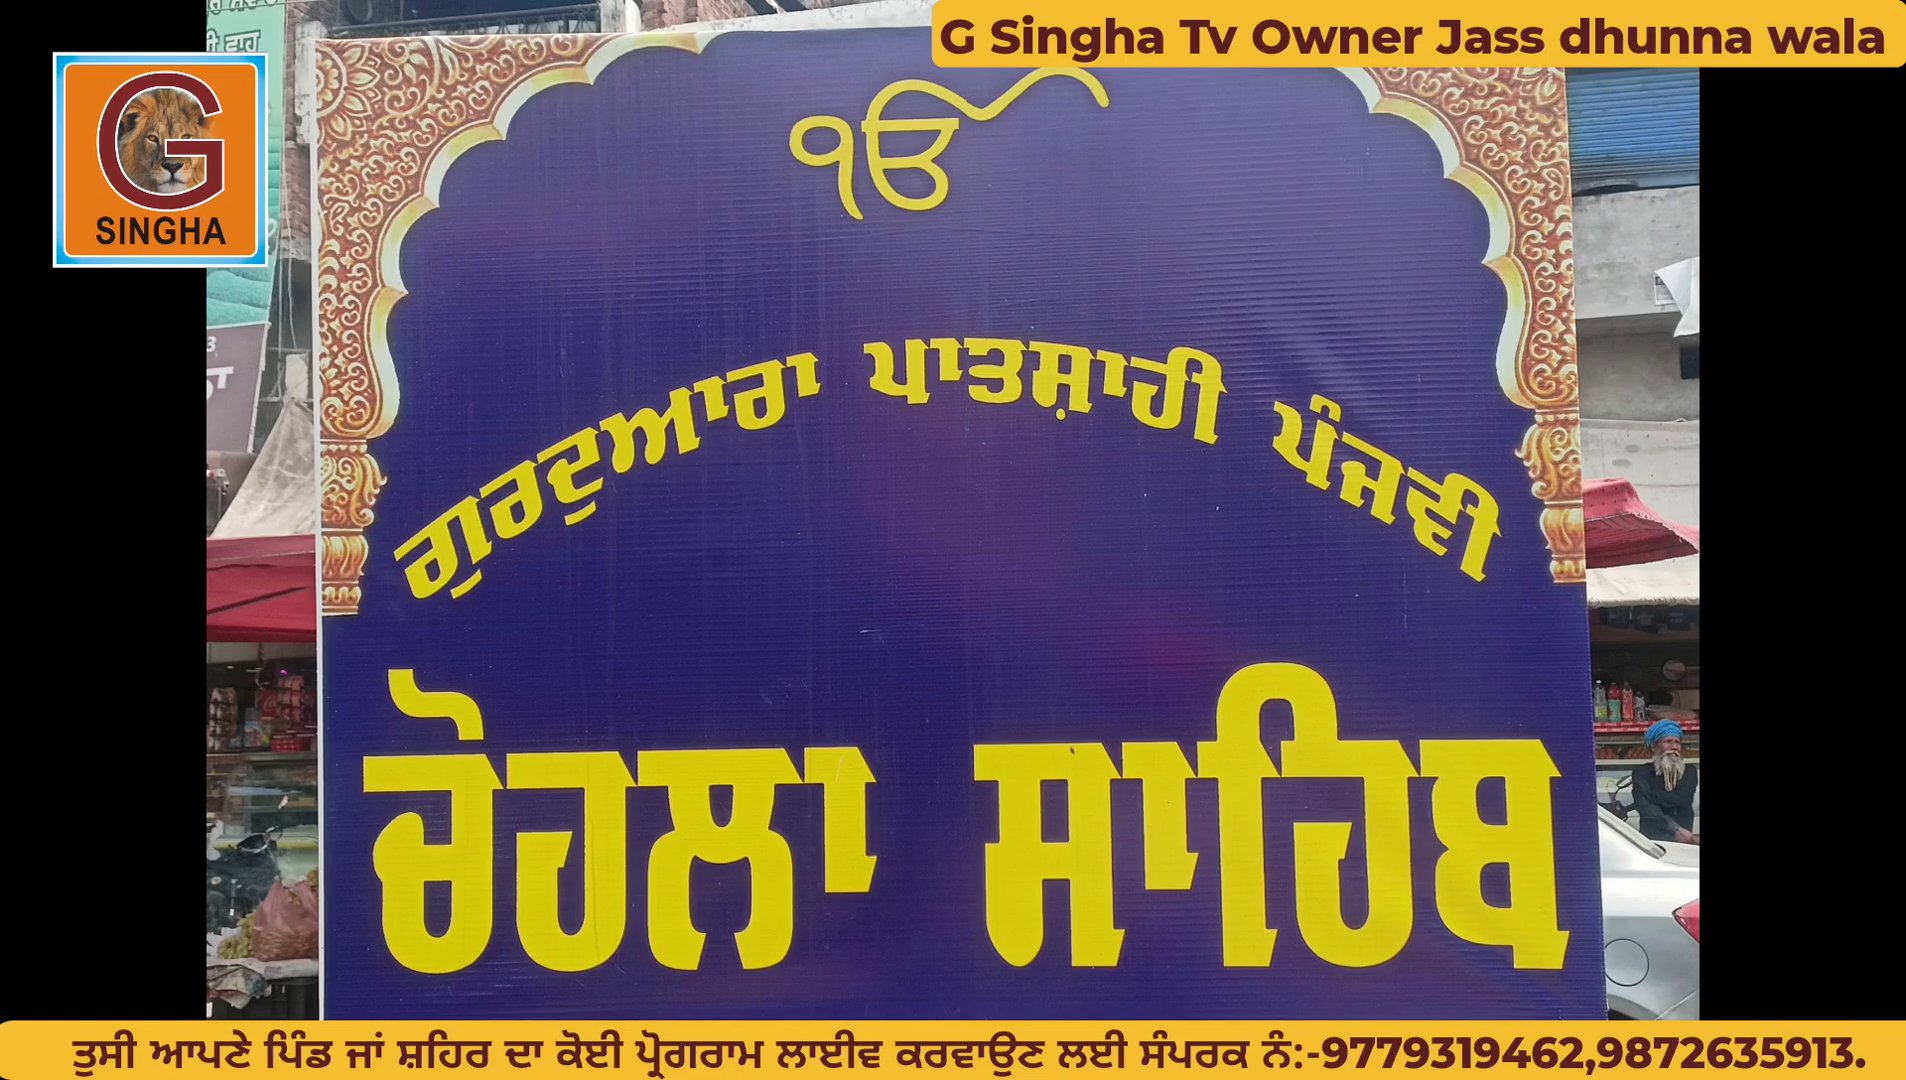 G Singha Tv Owner Jass dhunna wala
G
SINGHA
ੴ
ਗੁਰਦੁਆਰਾ ਪਾਤਸ਼ਾਹੀ ਪੰਜਵੀ
ਚੋਹਲਾ ਸਾਹਿਬ
ਤੁਸੀ ਆਪਣੇ ਪਿੰਡ ਜਾਂ ਸ਼ਹਿਰ ਦਾ ਕੋਈ ਪ੍ਰੋਗਰਾਮ ਲਾਈਵ ਕਰਵਾਉਣ ਲਈ ਸੰਪਰਕ ਨੰ:-9779319462,9872635913.